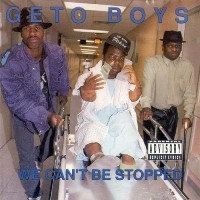 GETO BOYS
PARENTAL
ADVISORY
EXPLICIT LYRICS
WE CAN'T BE STOPPED